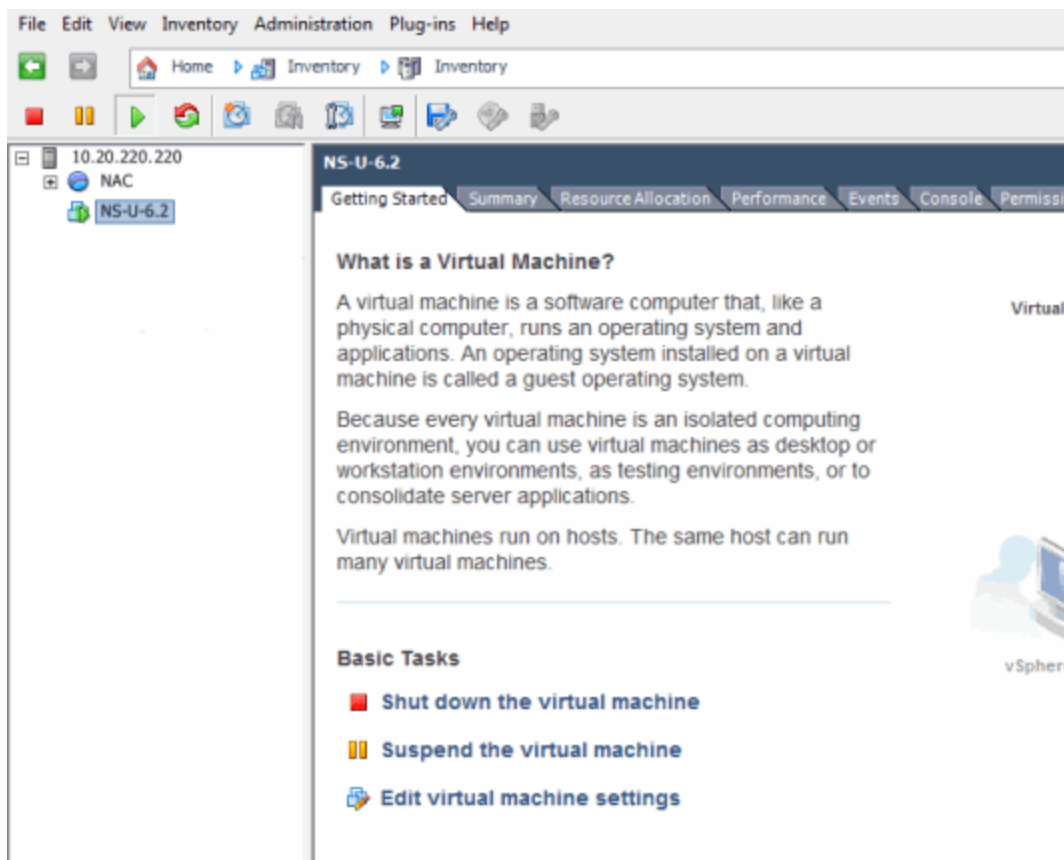 File Edit View Inventory Administration Plug-ins Help
Home Inventory Inventory
10.20.220.220
NAC
NS-U-6.2
NS-U-6.2
Getting Started Summary Resource Allocation Performance Events Console Permissi
What is a Virtual Machine?
A virtual machine is a software computer that, like a
physical computer, runs an operating system and
applications. An operating system installed on a virtual
machine is called a guest operating system.
Because every virtual machine is an isolated computing
environment, you can use virtual machines as desktop or
workstation environments, as testing environments, or to
consolidate server applications.
Virtual machines run on hosts. The same host can run
many virtual machines.
Virtual
vSpher
Basic Tasks
Shut down the virtual machine
Suspend the virtual machine
Edit virtual machine settings